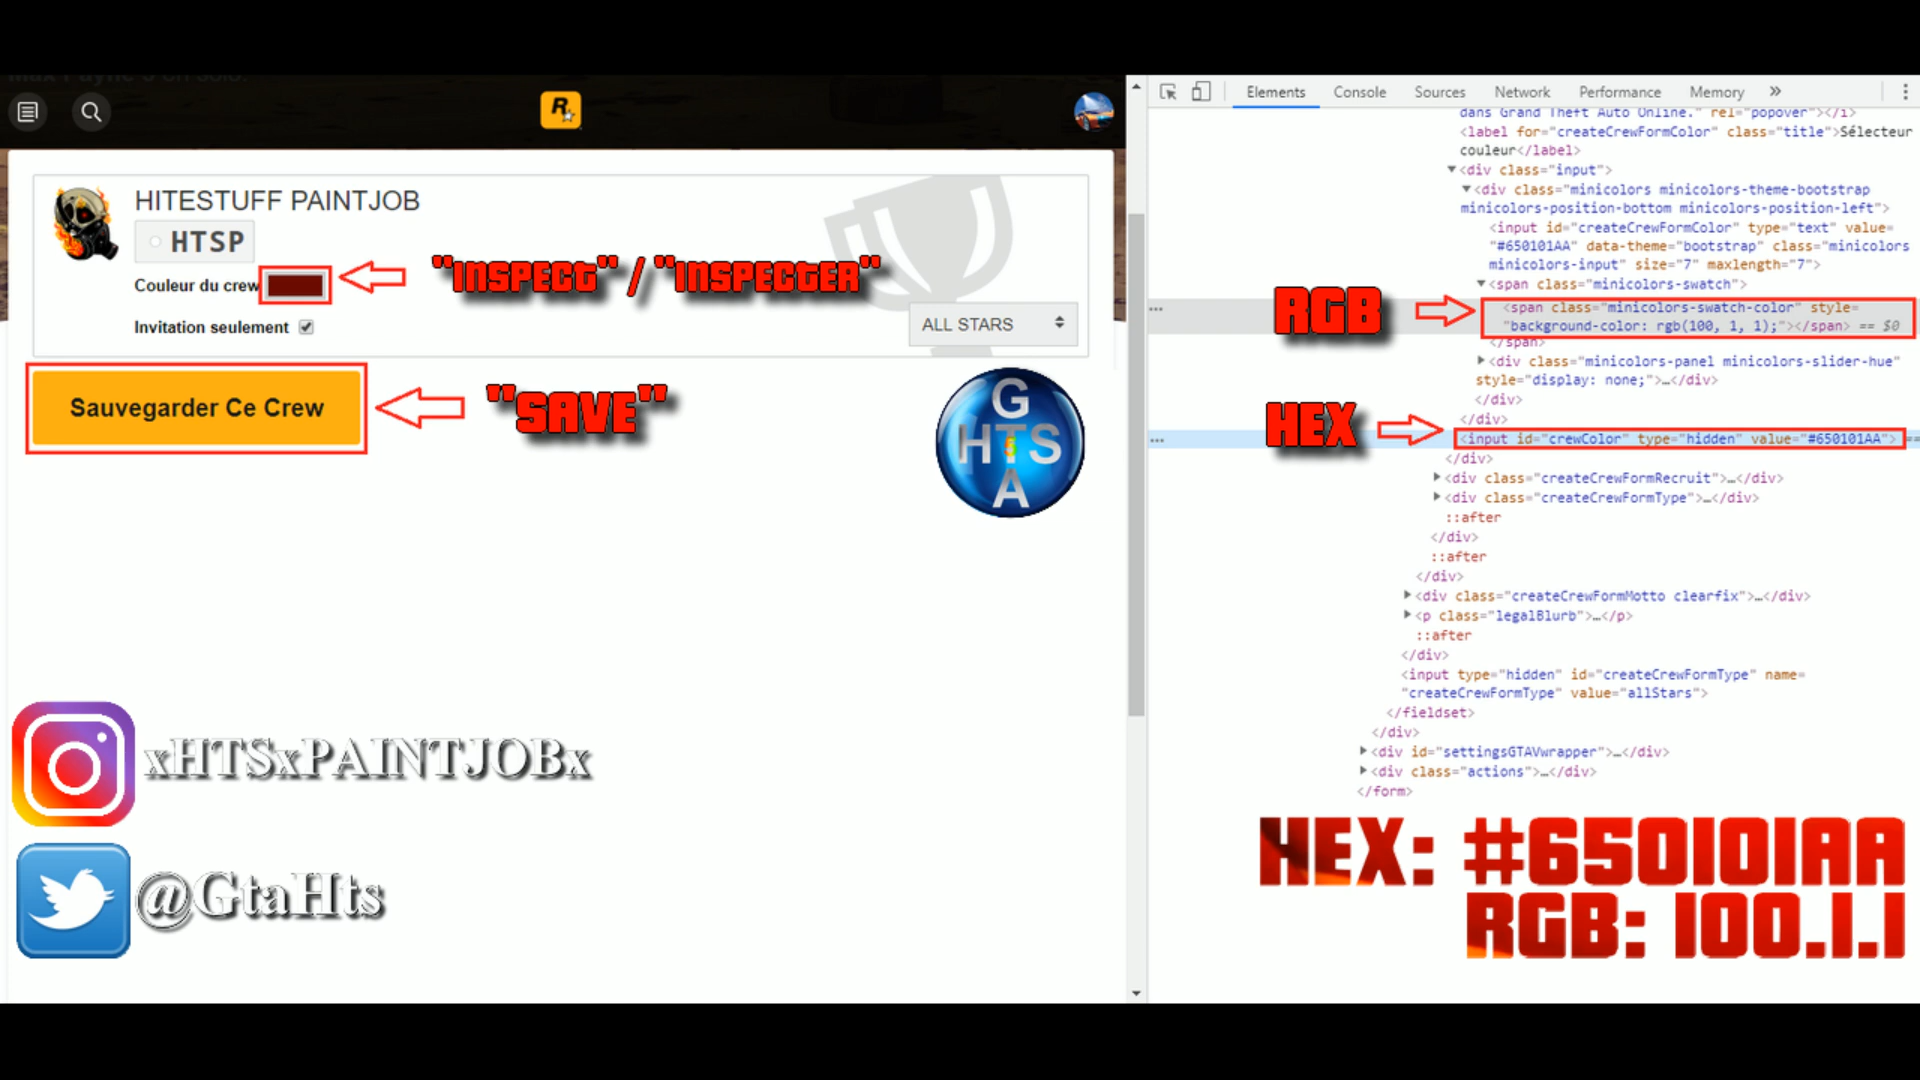 HITESTUFF PAINTJOB
HTSP
Couleur du crew
"INSPECT" / "INSPECTER"
Invitation seulement
ALL STARS
Sauvegarder Ce Crew
"SAVE"
G
HTS
A
xHTSxPAINTJOBx
@GtaHts
Elements Console Sources Network Performance Memory »
dans Grand Theft Auto Online." rel="popover"></i>
<label for="createCrewFormColor" class="title">Sélecteur
couleur</label>
▼<div class="input">
▼<div class="minicolors minicolors-theme-bootstrap
minicolors-position-bottom minicolors-position-left">
<input id="createCrewFormColor" type="text" value=
"#650101AA" data-theme="bootstrap" class="minicolors
minicolors-input" size="7" maxlength="7">
▼<span class="minicolors-swatch">
RGB
<span class="minicolors-swatch-color" style=
"background-color: rgb(100, 1, 1);"></span> == $0
</span>
▶<div class="minicolors-panel minicolors-slider-hue"
style="display: none;">…</div>
</div>
</div>
HEX
<input id="crewColor" type="hidden" value="#650101AA"> ==
</div>
▶<div class="createCrewFormRecruit">…</div>
▶<div class="createCrewFormType">…</div>
::after
</div>
::after
</div>
▶<div class="createCrewFormMotto clearfix">…</div>
▶<p class="legalBlurb">…</p>
::after
</div>
<input type="hidden" id="createCrewFormType" name=
"createCrewFormType" value="allStars">
</fieldset>
</div>
▶<div id="settingsGTAVwrapper">…</div>
▶<div class="actions">…</div>
</form>
HEX: #650101AA
RGB: 100.1.1